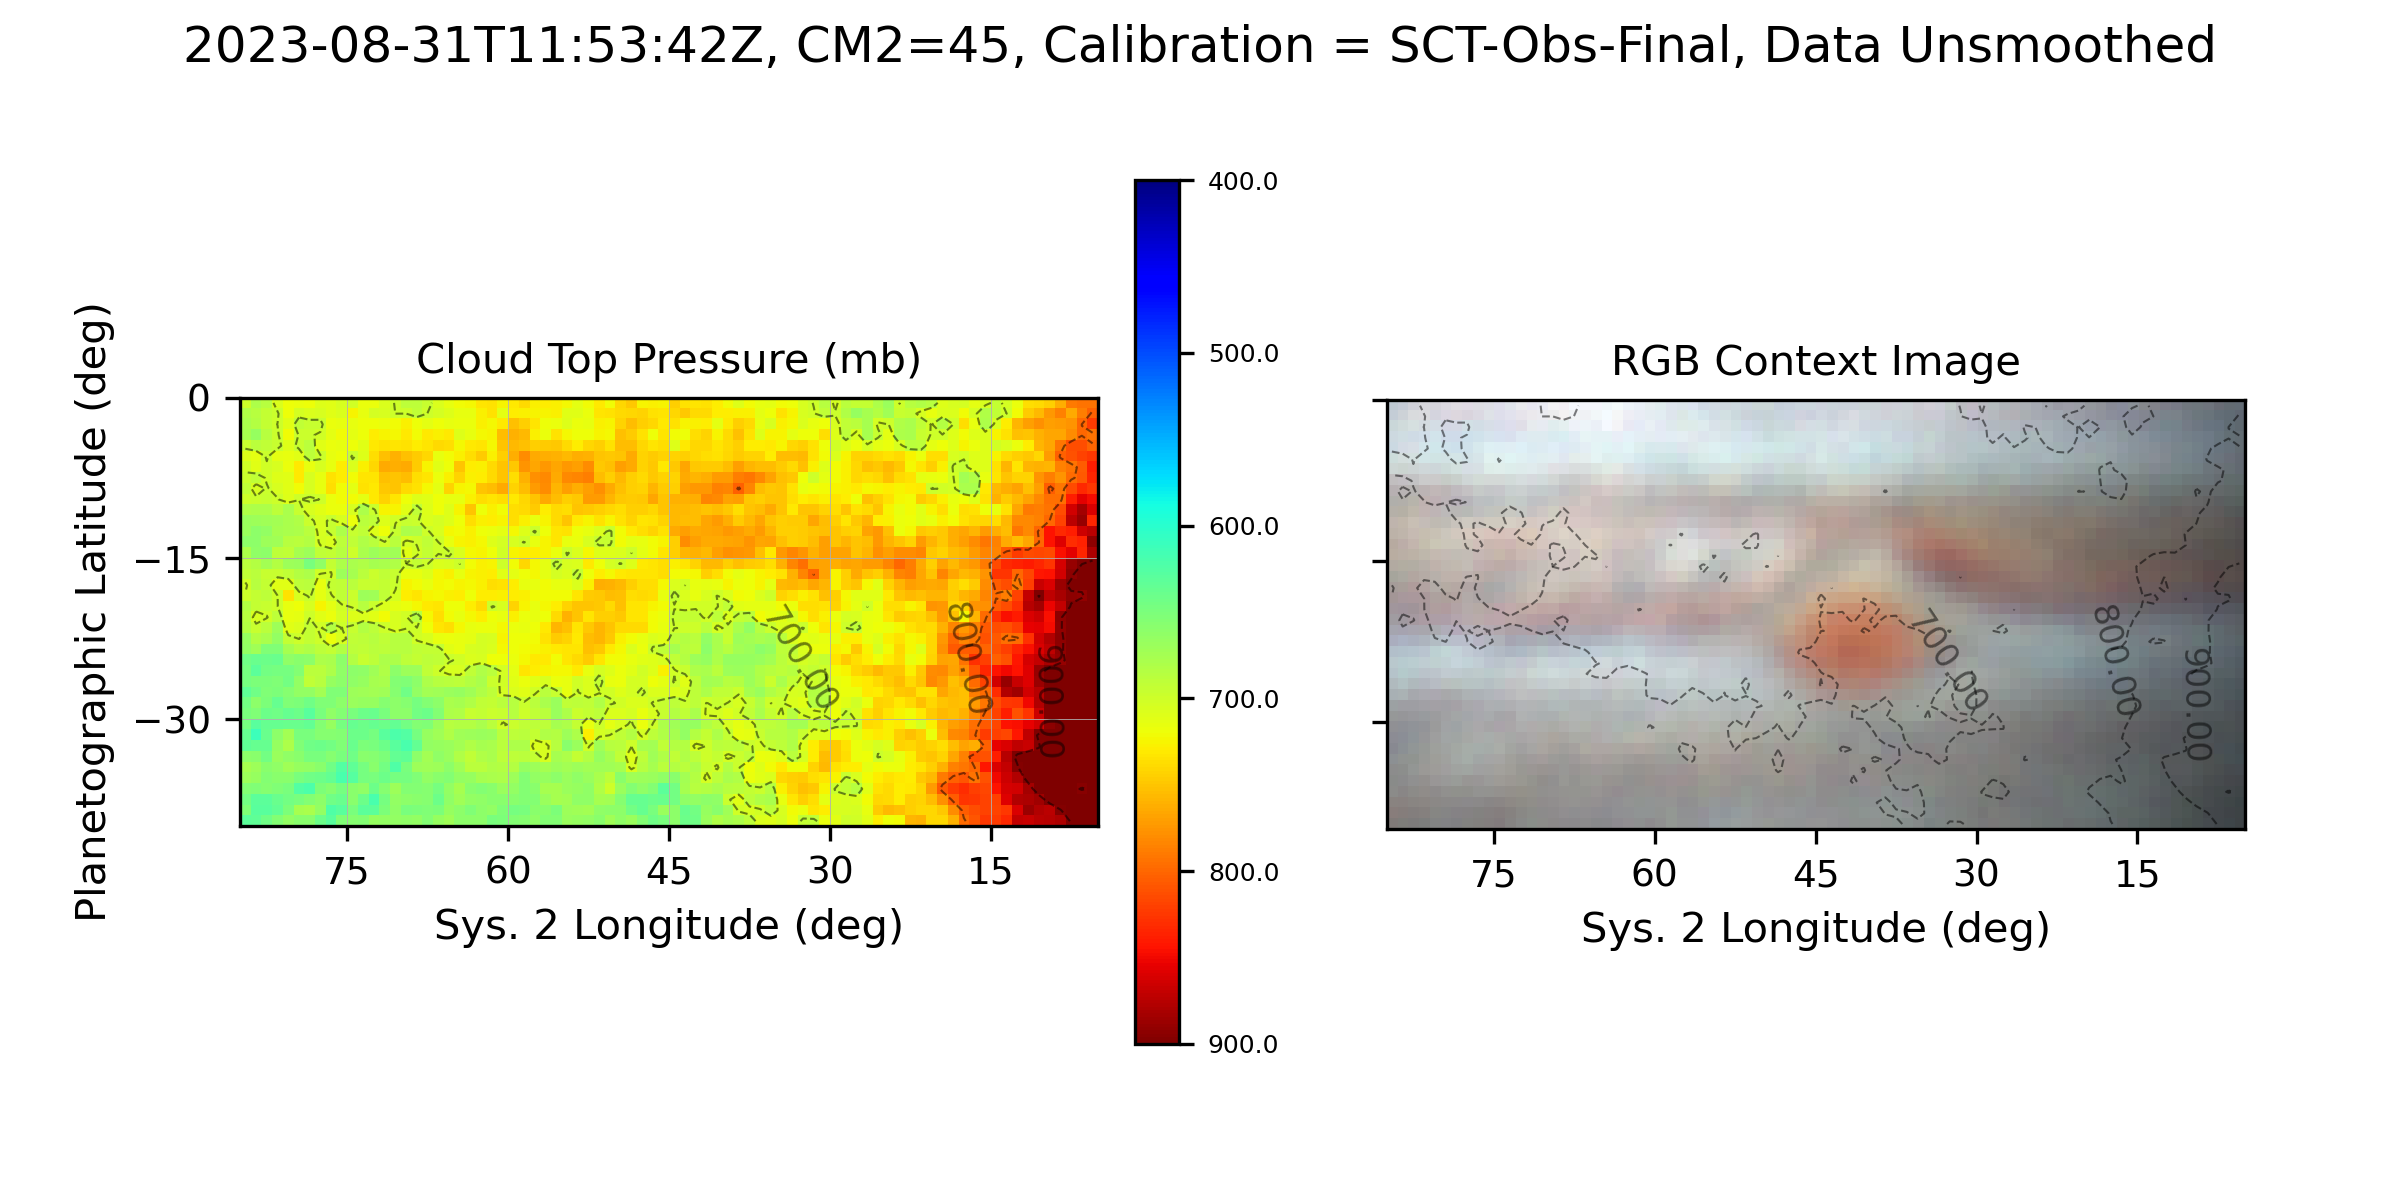 2023-08-31T11:53:42Z, CM2=45, Calibration = SCT-Obs-Final, Data Unsmoothed
Cloud Top Pressure (mb)
Planetographic Latitude (deg)
0
−15
−30
700.00
800.00
900.00
75 60 45 30 15
Sys. 2 Longitude (deg)
400.0
500.0
600.0
700.0
800.0
900.0
RGB Context Image
700.00
800.00
900.00
75 60 45 30 15
Sys. 2 Longitude (deg)